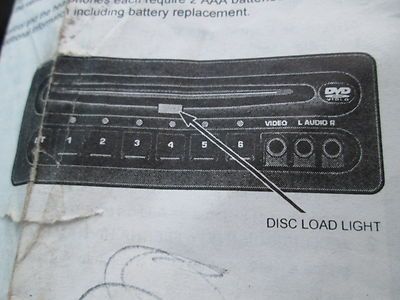 phones each require 2 AAA batteries
including battery replacement.
DVD
VIDEO
VIDEO L AUDIO R
1 2 3 4 5 6
DISC LOAD LIGHT